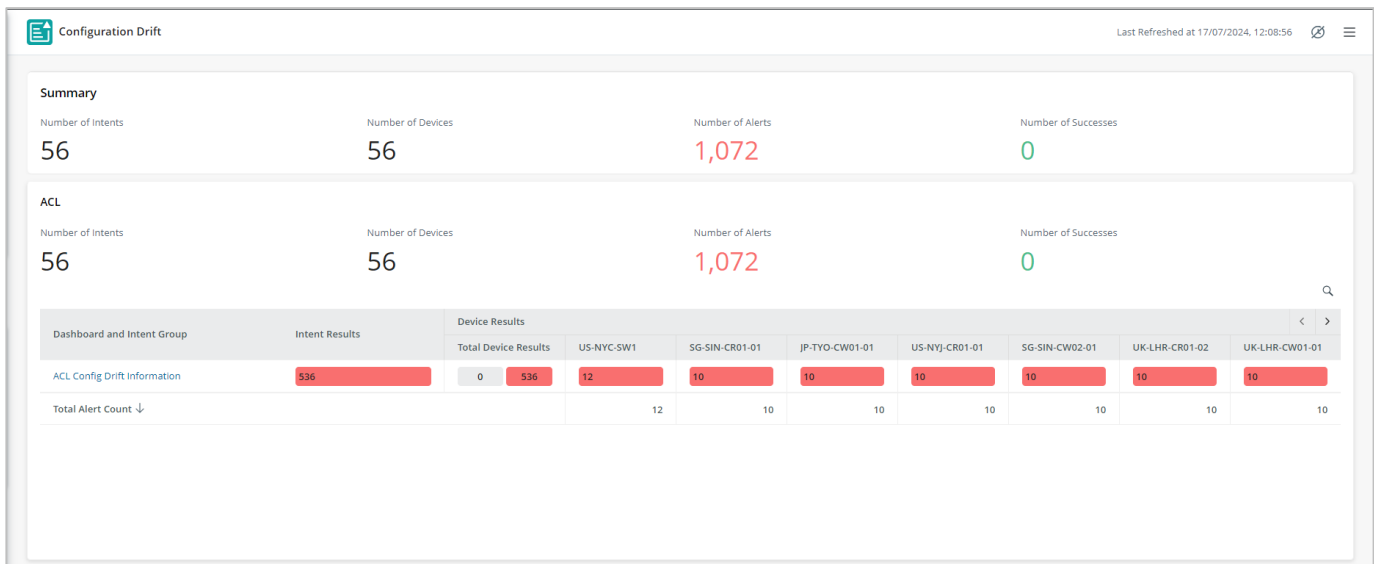 Configuration Drift Last Refreshed at 17/07/2024, 12:08:56
Summary
Number of Intents Number of Devices Number of Alerts Number of Successes
56 56 1,072 0
ACL
Number of Intents Number of Devices Number of Alerts Number of Successes
56 56 1,072 0
Dashboard and Intent Group Intent Results Device Results
Total Device Results US-NYC-SW1 SG-SIN-CR01-01 JP-TYO-CW01-01 US-NYJ-CR01-01 SG-SIN-CW02-01 UK-LHR-CR01-02 UK-LHR-CW01-01
ACL Config Drift Information 536 0 536 12 10 10 10 10 10 10
Total Alert Count ↓ 12 10 10 10 10 10 10